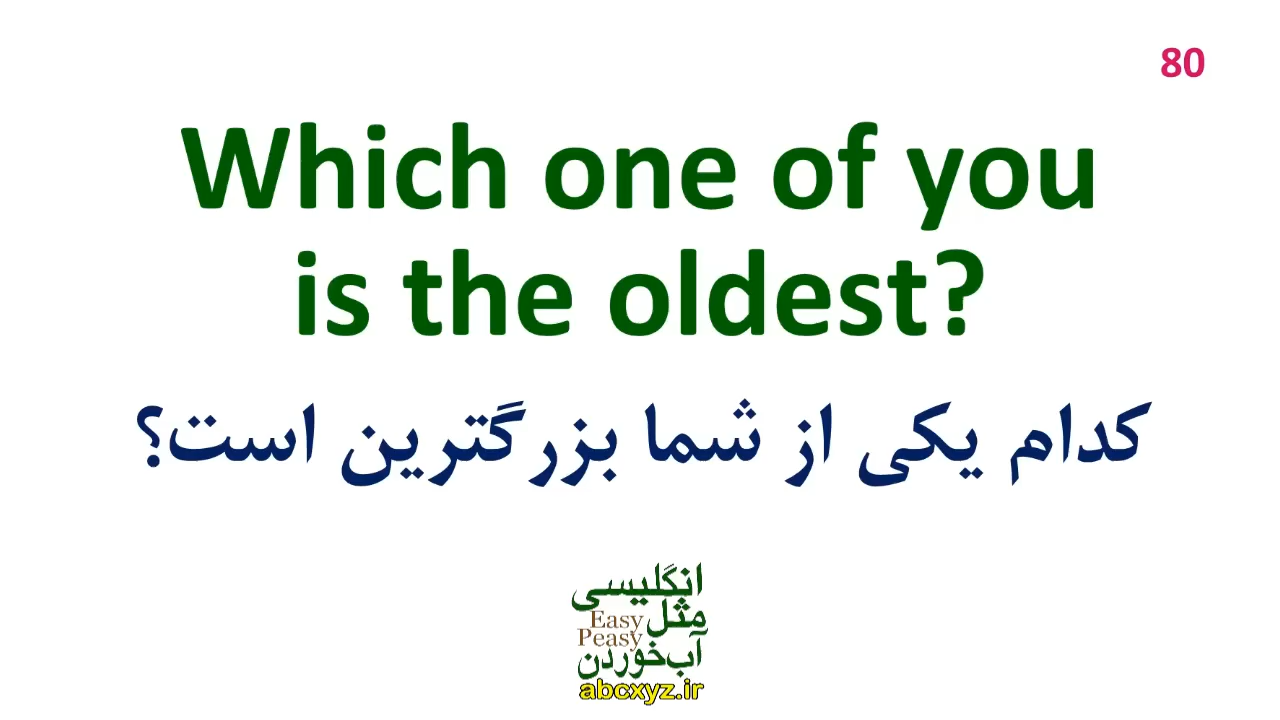 80
Which one of you
is the oldest?
کدام یکی از شما بزرگترین است؟
انگلیسی
مثل
Easy
Peasy
آب‌خوردن
abcxyz.ir